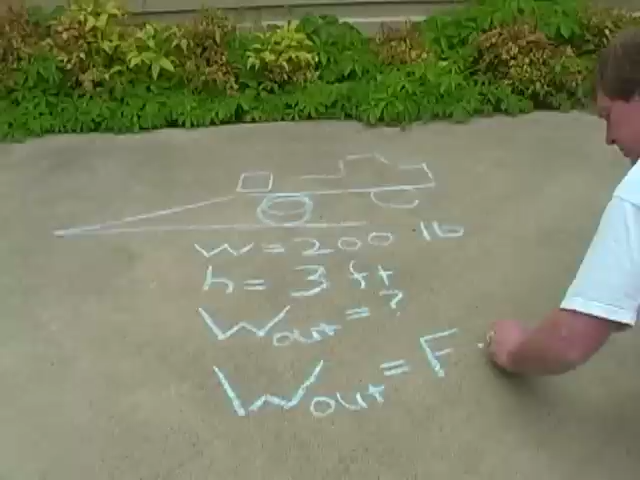 w = 200 lb
h = 3 ft
Wout = ?
Wout = F ·